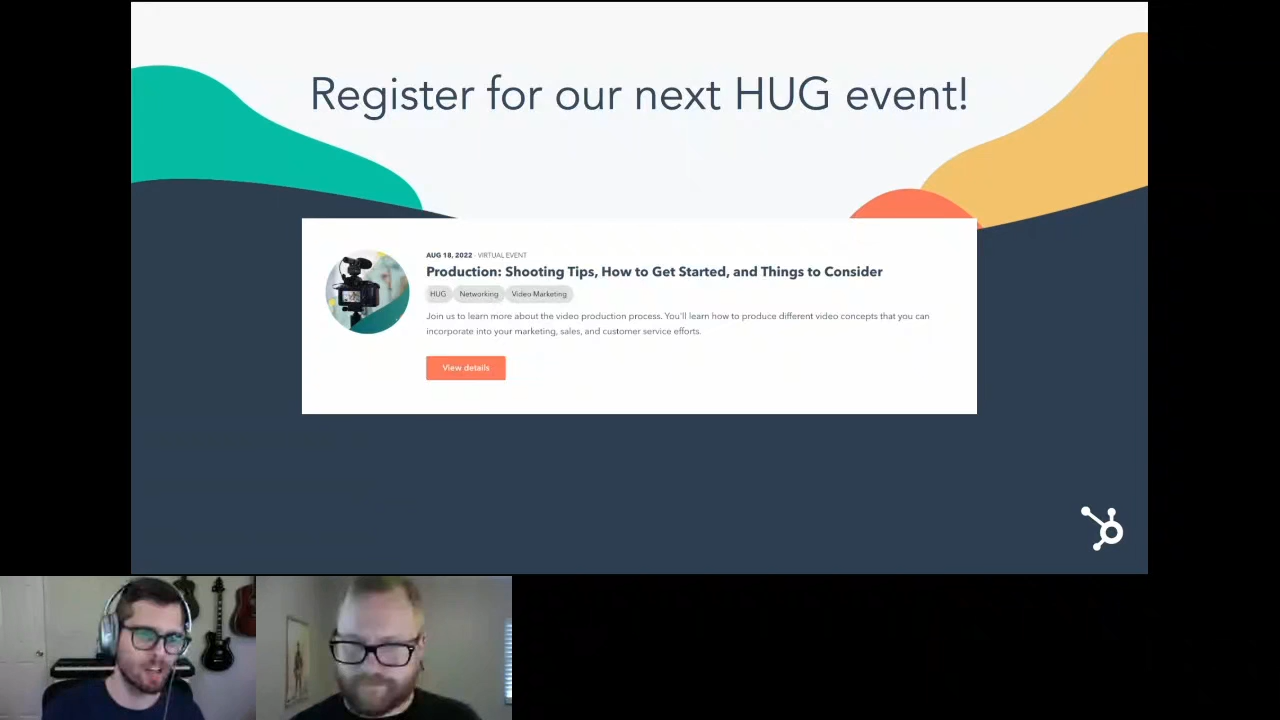 Register for our next HUG event!
AUG 18, 2022 · VIRTUAL EVENT
Production: Shooting Tips, How to Get Started, and Things to Consider
HUG Networking Video Marketing
Join us to learn more about the video production process. You'll learn how to produce different video concepts that you can
incorporate into your marketing, sales, and customer service efforts.
View details